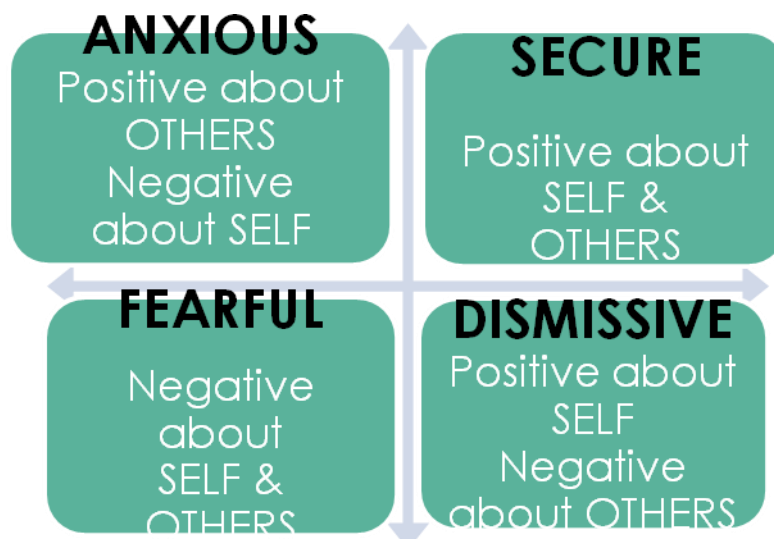 ANXIOUS
Positive about
OTHERS
Negative
about SELF
SECURE
Positive about
SELF &
OTHERS
FEARFUL
Negative
about
SELF &
OTHERS
DISMISSIVE
Positive about
SELF
Negative
about OTHERS